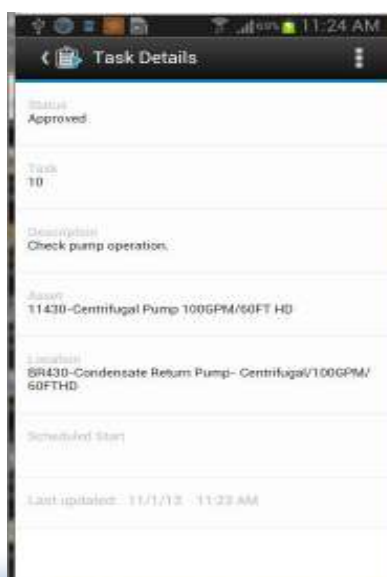 11:24 AM
Task Details
Status
Approved
Task
10
Description
Check pump operation.
Asset
11430-Centrifugal Pump 100GPM/60FT HD
Location
BR430-Condensate Return Pump- Centrifugal/100GPM/
60FTHD
Scheduled Start
Last updated: 11/1/13 11:23 AM